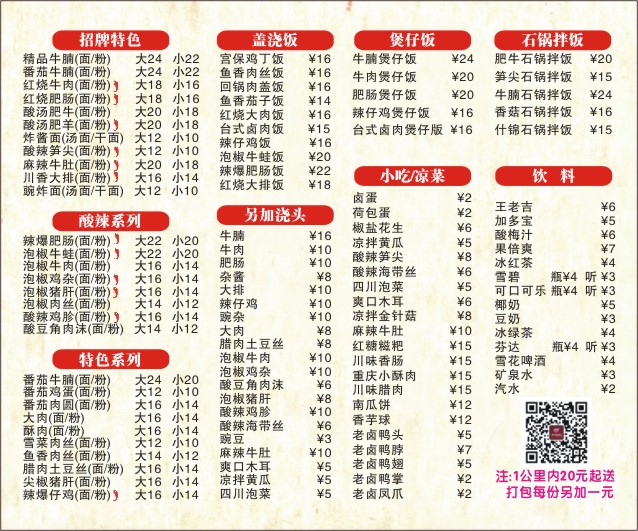 招牌特色
精品牛腩(面/粉) 大24 小22
番茄牛腩(面/粉) 大24 小22
红烧牛肉(面/粉) 大18 小16
红烧肥肠(面/粉) 大18 小16
酸汤肥牛(面/粉) 大20 小18
酸汤肥羊(面/粉) 大20 小18
炸酱面(汤面/干面) 大12 小10
酸辣笋尖(面/粉) 大12 小10
麻辣牛肚(面/粉) 大20 小18
川香大排(面/粉) 大16 小14
豌炸面(汤面/干面) 大12 小10
酸辣系列
辣爆肥肠(面/粉) 大22 小20
泡椒牛蛙(面/粉) 大22 小20
泡椒牛肉(面/粉) 大16 小14
泡椒鸡杂(面/粉) 大16 小14
泡椒猪肝(面/粉) 大16 小14
泡椒肉丝(面/粉) 大14 小12
酸辣鸡胗(面/粉) 大16 小14
酸豆角肉沫(面/粉) 大14 小12
特色系列
番茄牛腩(面/粉) 大24 小20
番茄鸡蛋(面/粉) 大12 小10
番茄肉圆(面/粉) 大16 小14
大肉(面/粉) 大16 小14
酥肉(面/粉) 大16 小14
雪菜肉丝(面/粉) 大12 小10
鱼香肉丝(面/粉) 大14 小12
腊肉土豆丝(面/粉) 大16 小14
尖椒猪肝(面/粉) 大16 小14
辣爆仔鸡(面/粉) 大16 小14
盖浇饭
宫保鸡丁饭 ¥16
鱼香肉丝饭 ¥16
回锅肉盖饭 ¥16
鱼香茄子饭 ¥14
红烧大肉饭 ¥16
台式卤肉饭 ¥15
辣仔鸡饭 ¥16
泡椒牛蛙饭 ¥20
辣爆肥肠饭 ¥22
红烧大排饭 ¥18
另加浇头
牛腩 ¥16
牛肉 ¥10
肥肠 ¥10
杂酱 ¥8
大排 ¥10
辣仔鸡 ¥10
豌杂 ¥10
大肉 ¥8
腊肉土豆丝 ¥8
泡椒牛肉 ¥10
泡椒鸡杂 ¥10
酸豆角肉沫 ¥6
泡椒猪肝 ¥8
酸辣鸡胗 ¥10
酸辣海带丝 ¥6
豌豆 ¥3
麻辣牛肚 ¥10
爽口木耳 ¥5
凉拌黄瓜 ¥5
四川泡菜 ¥5
煲仔饭
牛腩煲仔饭 ¥24
牛肉煲仔饭 ¥20
肥肠煲仔饭 ¥20
辣仔鸡煲仔饭 ¥16
台式卤肉煲仔版 ¥16
小吃/凉菜
卤蛋 ¥2
荷包蛋 ¥2
椒盐花生 ¥6
凉拌黄瓜 ¥5
酸辣笋尖 ¥8
酸辣海带丝 ¥6
四川泡菜 ¥5
爽口木耳 ¥6
凉拌金针菇 ¥8
麻辣牛肚 ¥10
红糖糍粑 ¥15
川味香肠 ¥15
重庆小酥肉 ¥15
川味腊肉 ¥15
南瓜饼 ¥12
香芋球 ¥12
老卤鸭头 ¥5
老卤鸭脖 ¥7
老卤鸭翅 ¥5
老卤鸭掌 ¥2
老卤凤爪 ¥2
石锅拌饭
肥牛石锅拌饭 ¥20
笋尖石锅拌饭 ¥15
牛腩石锅拌饭 ¥24
香菇石锅拌饭 ¥16
什锦石锅拌饭 ¥15
饮 料
王老吉 ¥6
加多宝 ¥5
酸梅汁 ¥6
果倍爽 ¥7
冰红茶 ¥4
雪碧 瓶¥4 听¥3
可口可乐 瓶¥4 听¥3
椰奶 ¥5
豆奶 ¥3
冰绿茶 ¥4
芬达 瓶¥4 听¥3
雪花啤酒 ¥4
矿泉水 ¥3
汽水 ¥2
注:1公里内20元起送
打包每份另加一元